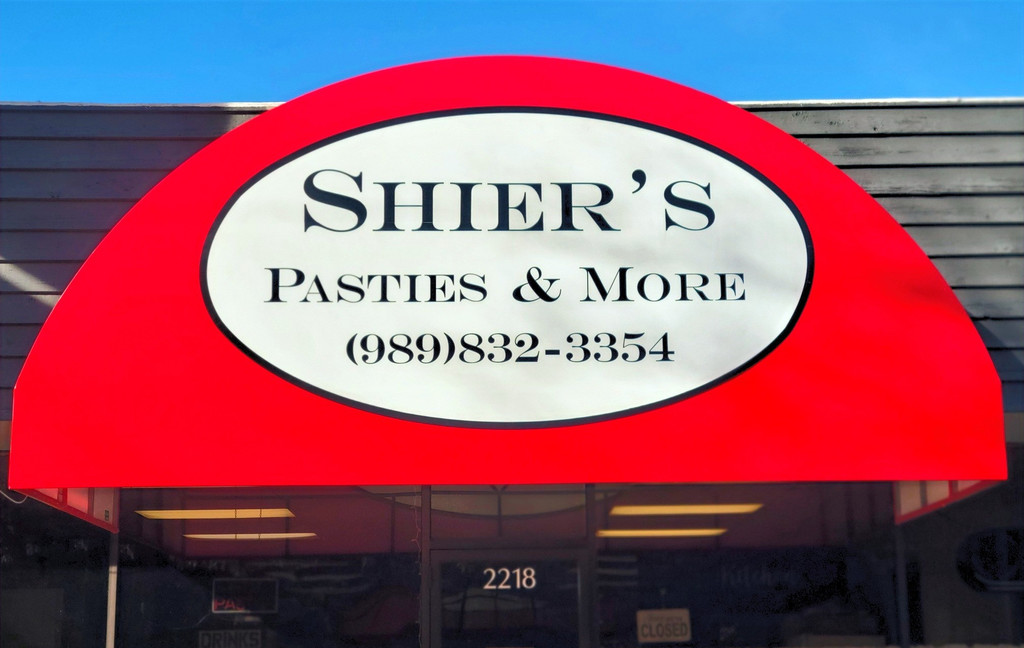 SHIER'S
PASTIES & MORE
(989)832-3354
2218
DRINKS
CLOSED